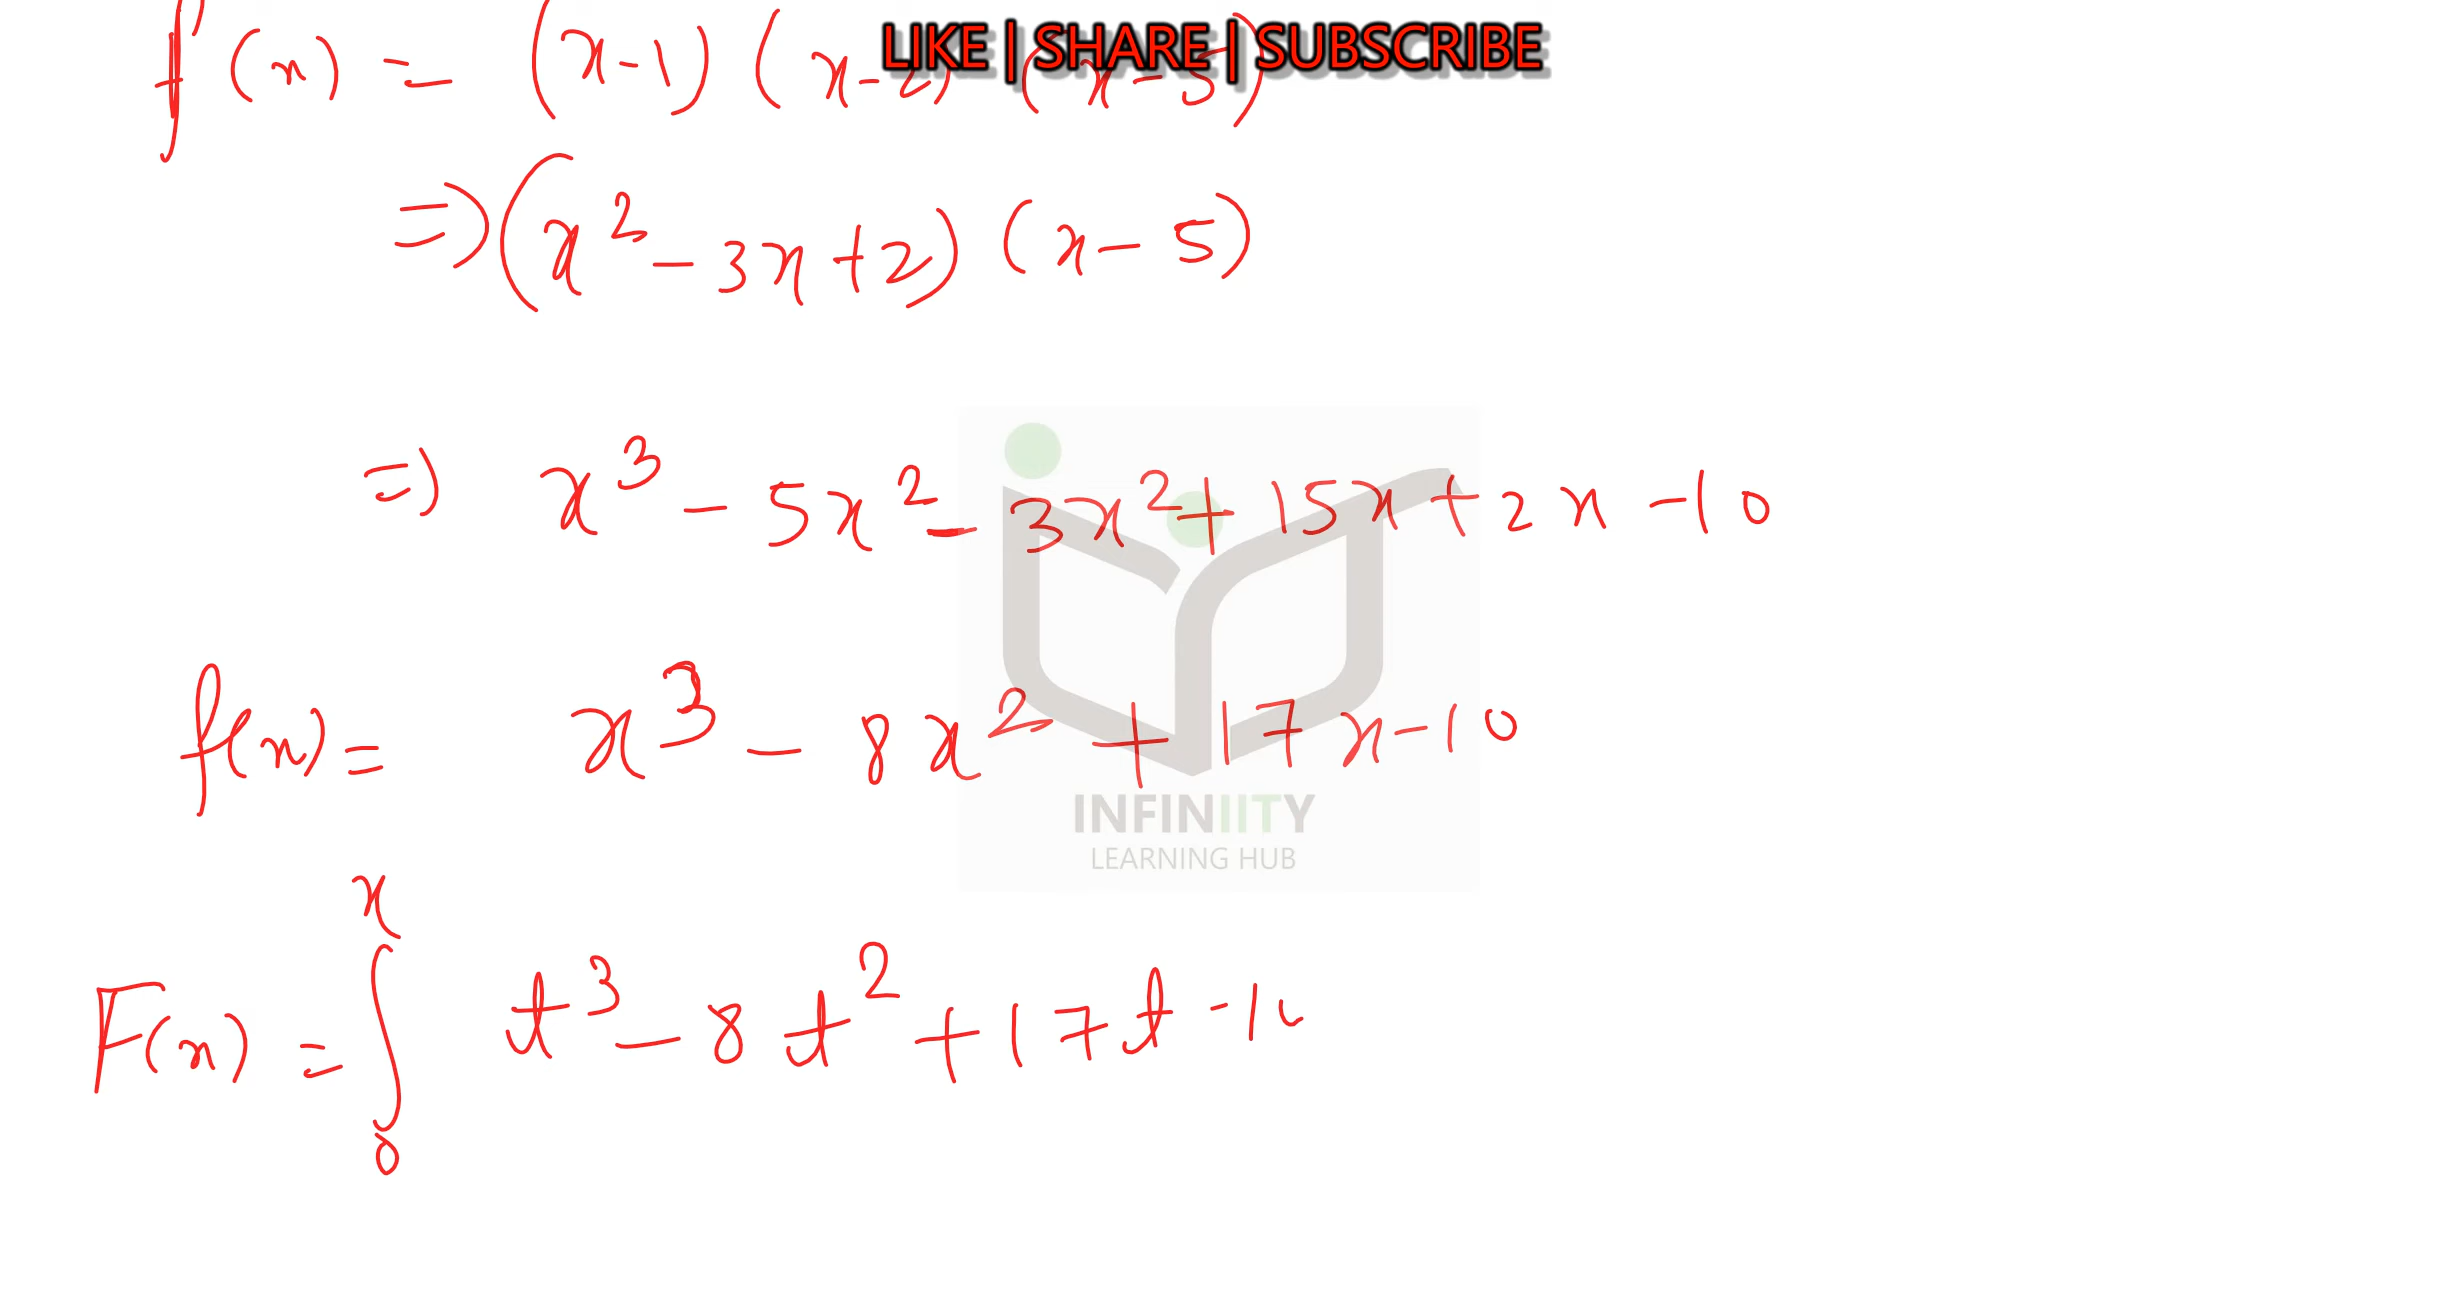 LIKE | SHARE | SUBSCRIBE
f'(x) = (x-1)(x-2)(x-5)
=> (x² - 3x + 2)(x - 5)
=> x³ - 5x² - 3x² + 15x + 2x - 10
f(x) = x³ - 8x² + 17x - 10
INFINIITY
LEARNING HUB
F(x) = ∫₀ˣ t³ - 8t² + 17t - 10